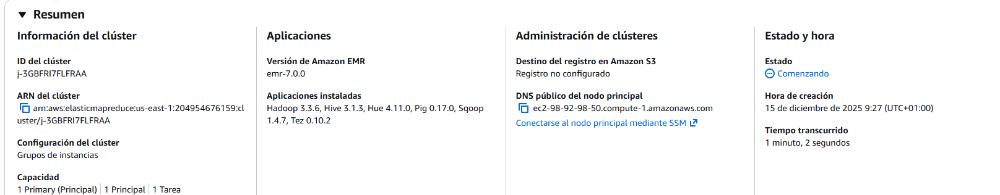 Resumen
Información del clúster
ID del clúster
j-3GBFRI7FLFRAA
ARN del clúster
arn:aws:elasticmapreduce:us-east-1:204954676159:cl
uster/j-3GBFRI7FLFRAA
Configuración del clúster
Grupos de instancias
Capacidad
1 Primary (Principal) 1 Principal 1 Tarea
Aplicaciones
Versión de Amazon EMR
emr-7.0.0
Aplicaciones instaladas
Hadoop 3.3.6, Hive 3.1.3, Hue 4.11.0, Pig 0.17.0, Sqoop
1.4.7, Tez 0.10.2
Administración de clústeres
Destino del registro en Amazon S3
Registro no configurado
DNS público del nodo principal
ec2-98-92-98-50.compute-1.amazonaws.com
Conectarse al nodo principal mediante SSM
Estado y hora
Estado
Comenzando
Hora de creación
15 de diciembre de 2025 9:27 (UTC+01:00)
Tiempo transcurrido
1 minuto, 2 segundos